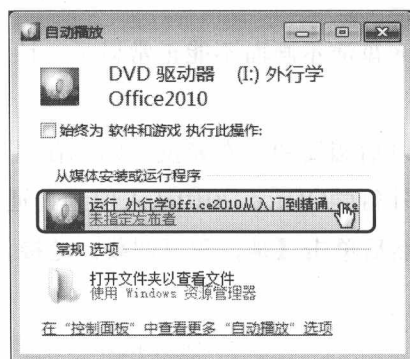 自动播放
DVD 驱动器 (I:) 外行学
Office2010
始终为 软件和游戏 执行此操作:
从媒体安装或运行程序
运行 外行学Office2010从入门到精通.exe
未指定发布者
常规 选项
打开文件夹以查看文件
使用 Windows 资源管理器
在 "控制面板" 中查看更多 "自动播放" 选项